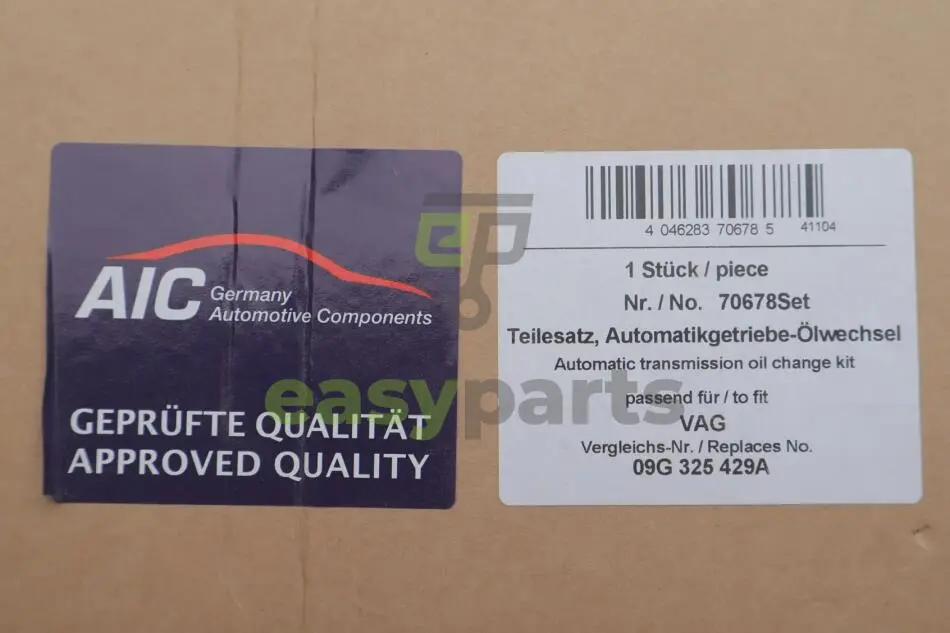 AIC Germany
Automotive Components
GEPRÜFTE QUALITÄT
APPROVED QUALITY
4 046283 70678 5 41104
1 Stück / piece
Nr. / No. 70678Set
Teilesatz, Automatikgetriebe-Ölwechsel
Automatic transmission oil change kit
passend für / to fit
VAG
Vergleichs-Nr. / Replaces No.
09G 325 429A
ep
easyparts